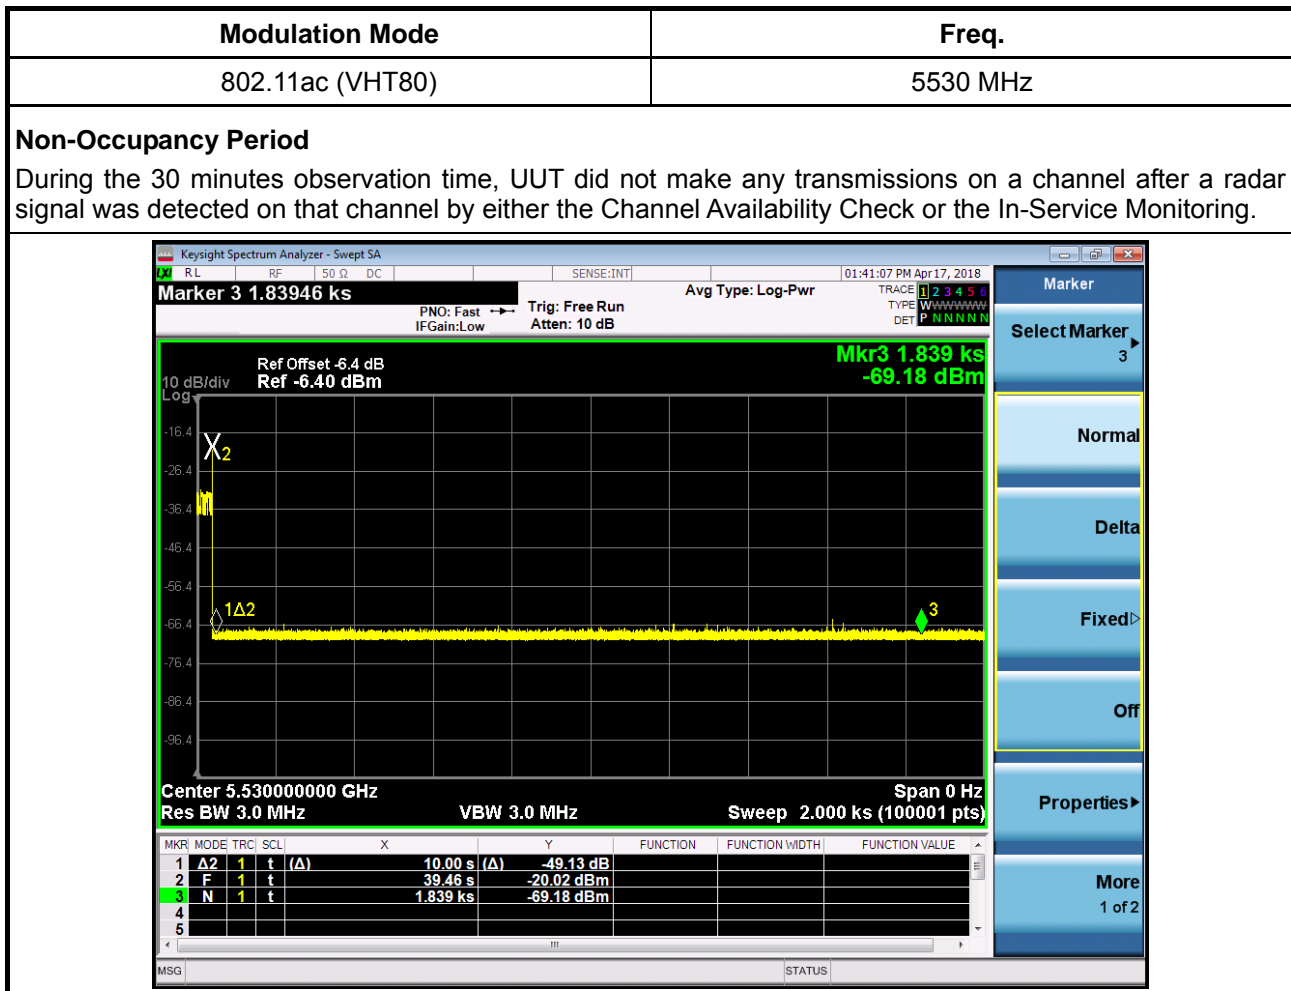 Modulation Mode Freq.
802.11ac (VHT80) 5530 MHz
Non-Occupancy Period
During the 30 minutes observation time, UUT did not make any transmissions on a channel after a radar
signal was detected on that channel by either the Channel Availability Check or the In-Service Monitoring.
Keysight Spectrum Analyzer - Swept SA
LXI RL RF 50 Ω DC SENSE:INT 01:41:07 PM Apr 17, 2018
Marker 3 1.83946 ks
PNO: Fast
IFGain:Low
Trig: Free Run
Atten: 10 dB
Avg Type: Log-Pwr
TRACE 1 2 3 4 5 6
TYPE WWWWWW
DET P N N N N N
Mkr3 1.839 ks
-69.18 dBm
Ref Offset -6.4 dB
10 dB/div Ref -6.40 dBm
Log
-16.4
-26.4
-36.4
-46.4
-56.4
-66.4
-76.4
-86.4
-96.4
2
1Δ2
3
Center 5.530000000 GHz Span 0 Hz
Res BW 3.0 MHz VBW 3.0 MHz Sweep 2.000 ks (100001 pts)
MKR MODE TRC SCL X Y FUNCTION FUNCTION WIDTH FUNCTION VALUE
1 Δ2 1 t (Δ) 10.00 s (Δ) -49.13 dB
2 F 1 t 39.46 s -20.02 dBm
3 N 1 t 1.839 ks -69.18 dBm
4
5
MSG STATUS
Marker
Select Marker
3
Normal
Delta
Fixed
Off
Properties
More
1 of 2